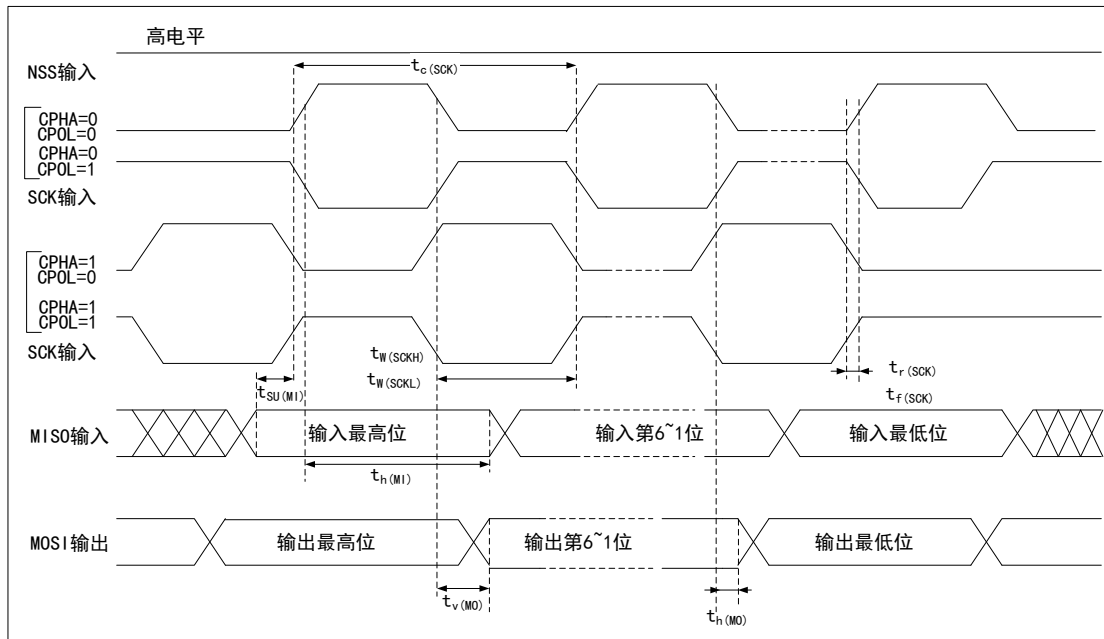 高电平
NSS输入
tc(SCK)
CPHA=0
CPOL=0
CPHA=0
CPOL=1
SCK输入
CPHA=1
CPOL=0
CPHA=1
CPOL=1
SCK输入
tW(SCKH)
tW(SCKL)
tr(SCK)
tf(SCK)
tSU(MI)
MISO输入
输入最高位
输入第6~1位
输入最低位
th(MI)
MOSI输出
输出最高位
输出第6~1位
输出最低位
tv(MO)
th(MO)